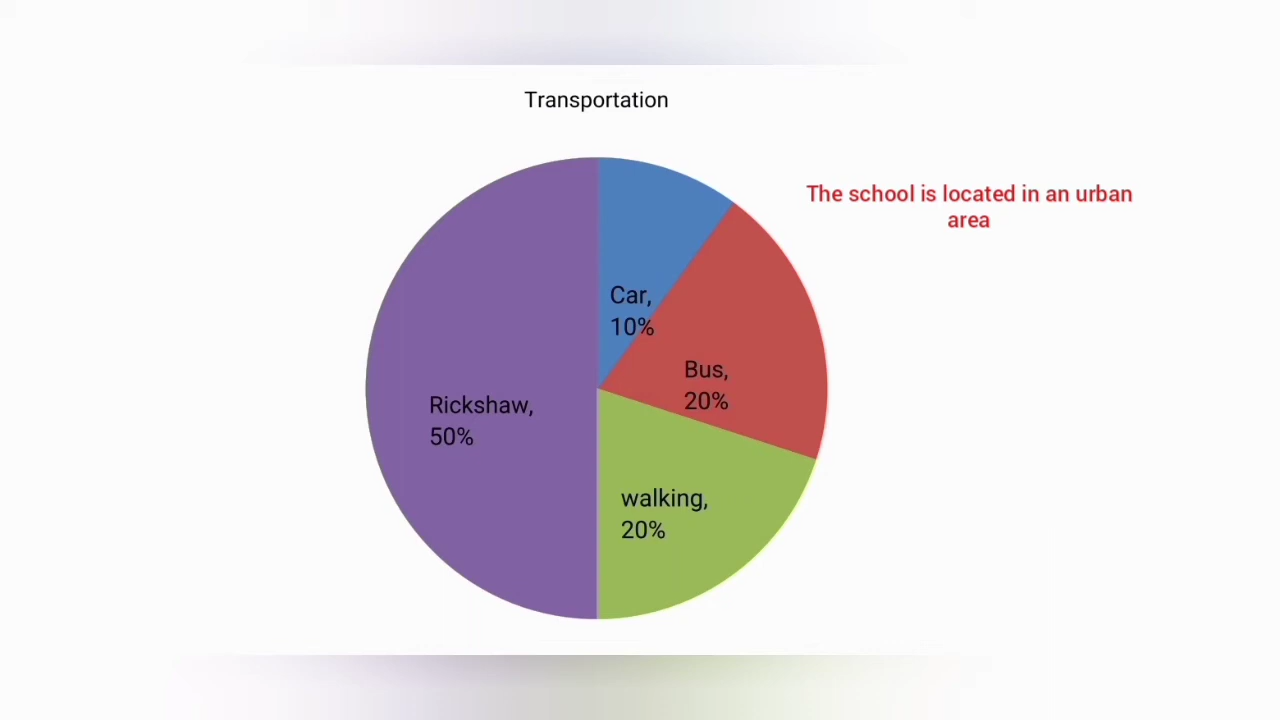 Transportation
The school is located in an urban
area
Car,
10%
Bus,
20%
Rickshaw,
50%
walking,
20%